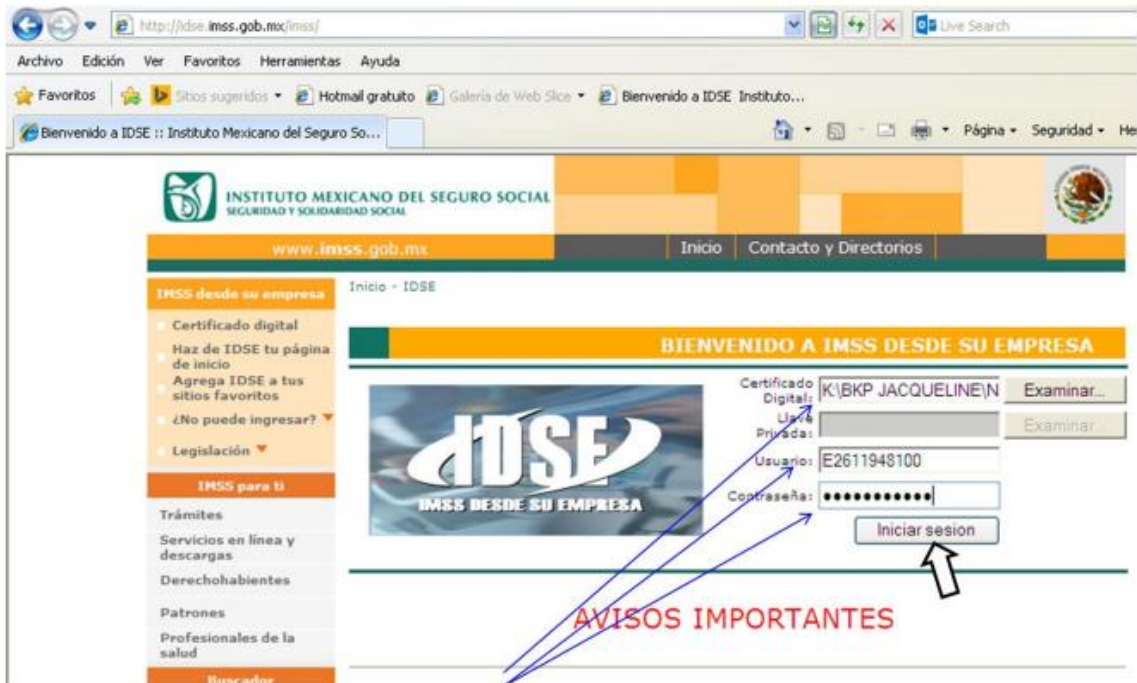 http://idse.imss.gob.mx/imss/
Live Search
Archivo Edición Ver Favoritos Herramientas Ayuda
Favoritos Sitios sugeridos Hotmail gratuito Galería de Web Slice Bienvenido a IDSE Instituto...
Bienvenido a IDSE :: Instituto Mexicano del Seguro So... Página Seguridad He
INSTITUTO MEXICANO DEL SEGURO SOCIAL
SEGURIDAD Y SOLIDARIDAD SOCIAL
www.imss.gob.mx Inicio Contacto y Directorios
IMSS desde su empresa
Certificado digital
Haz de IDSE tu página
de inicio
Agrega IDSE a tus
sitios favoritos
¿No puede ingresar?
Legislación
IMSS para ti
Trámites
Servicios en línea y
descargas
Derechohabientes
Patrones
Profesionales de la
salud
Buscador
Inicio - IDSE
BIENVENIDO A IMSS DESDE SU EMPRESA
IDSE
IMSS DESDE SU EMPRESA
Certificado
Digital: K:\BKP JACQUELINE\N Examinar...
Llave
Privada: Examinar...
Usuario: E2611948100
Contraseña: •••••••••••
Iniciar sesion
AVISOS IMPORTANTES